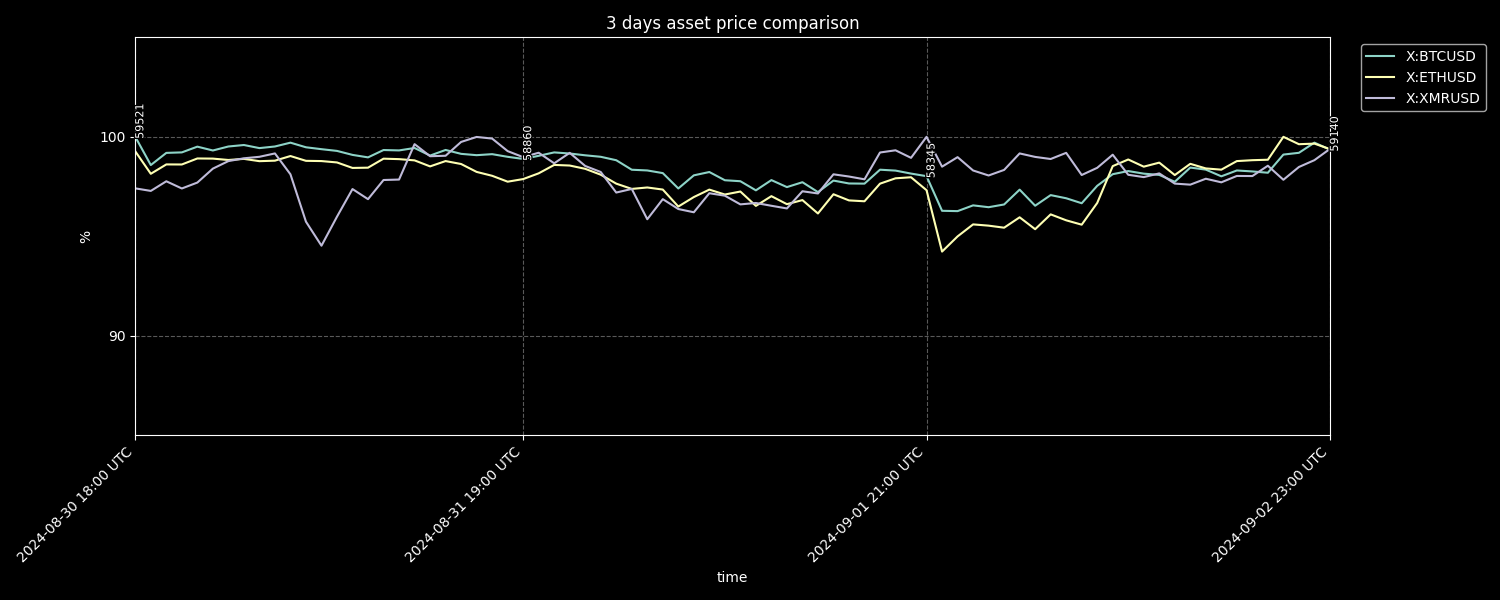 3 days asset price comparison
X:BTCUSD
X:ETHUSD
X:XMRUSD
59521
58860
58345
59140
100
90
%
2024-08-30 18:00 UTC
2024-08-31 19:00 UTC
2024-09-01 21:00 UTC
2024-09-02 23:00 UTC
time